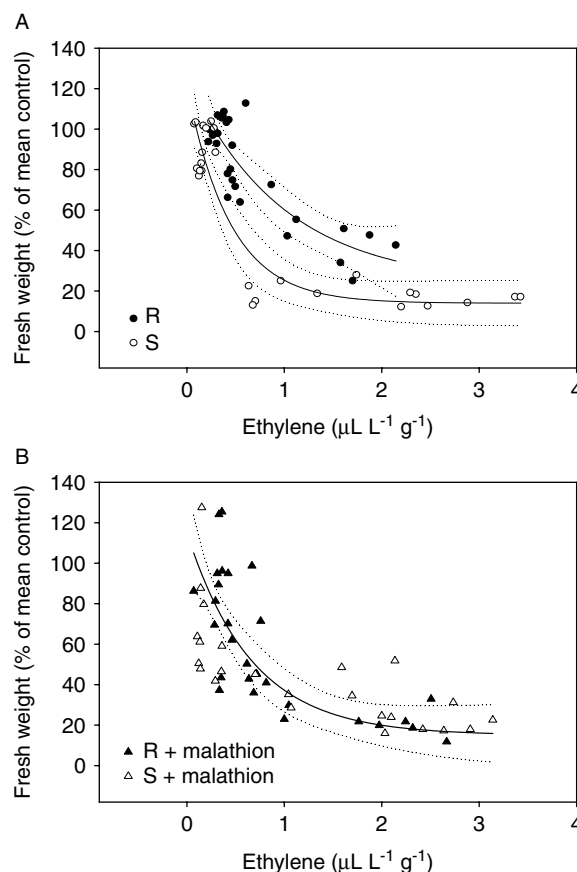 A
140
120
100
80
60
40
20
0
Fresh weight (% of mean control)
R
S
0 1 2 3 4
Ethylene (μL L⁻¹ g⁻¹)
B
140
120
100
80
60
40
20
0
Fresh weight (% of mean control)
R + malathion
S + malathion
0 1 2 3 4
Ethylene (μL L⁻¹ g⁻¹)